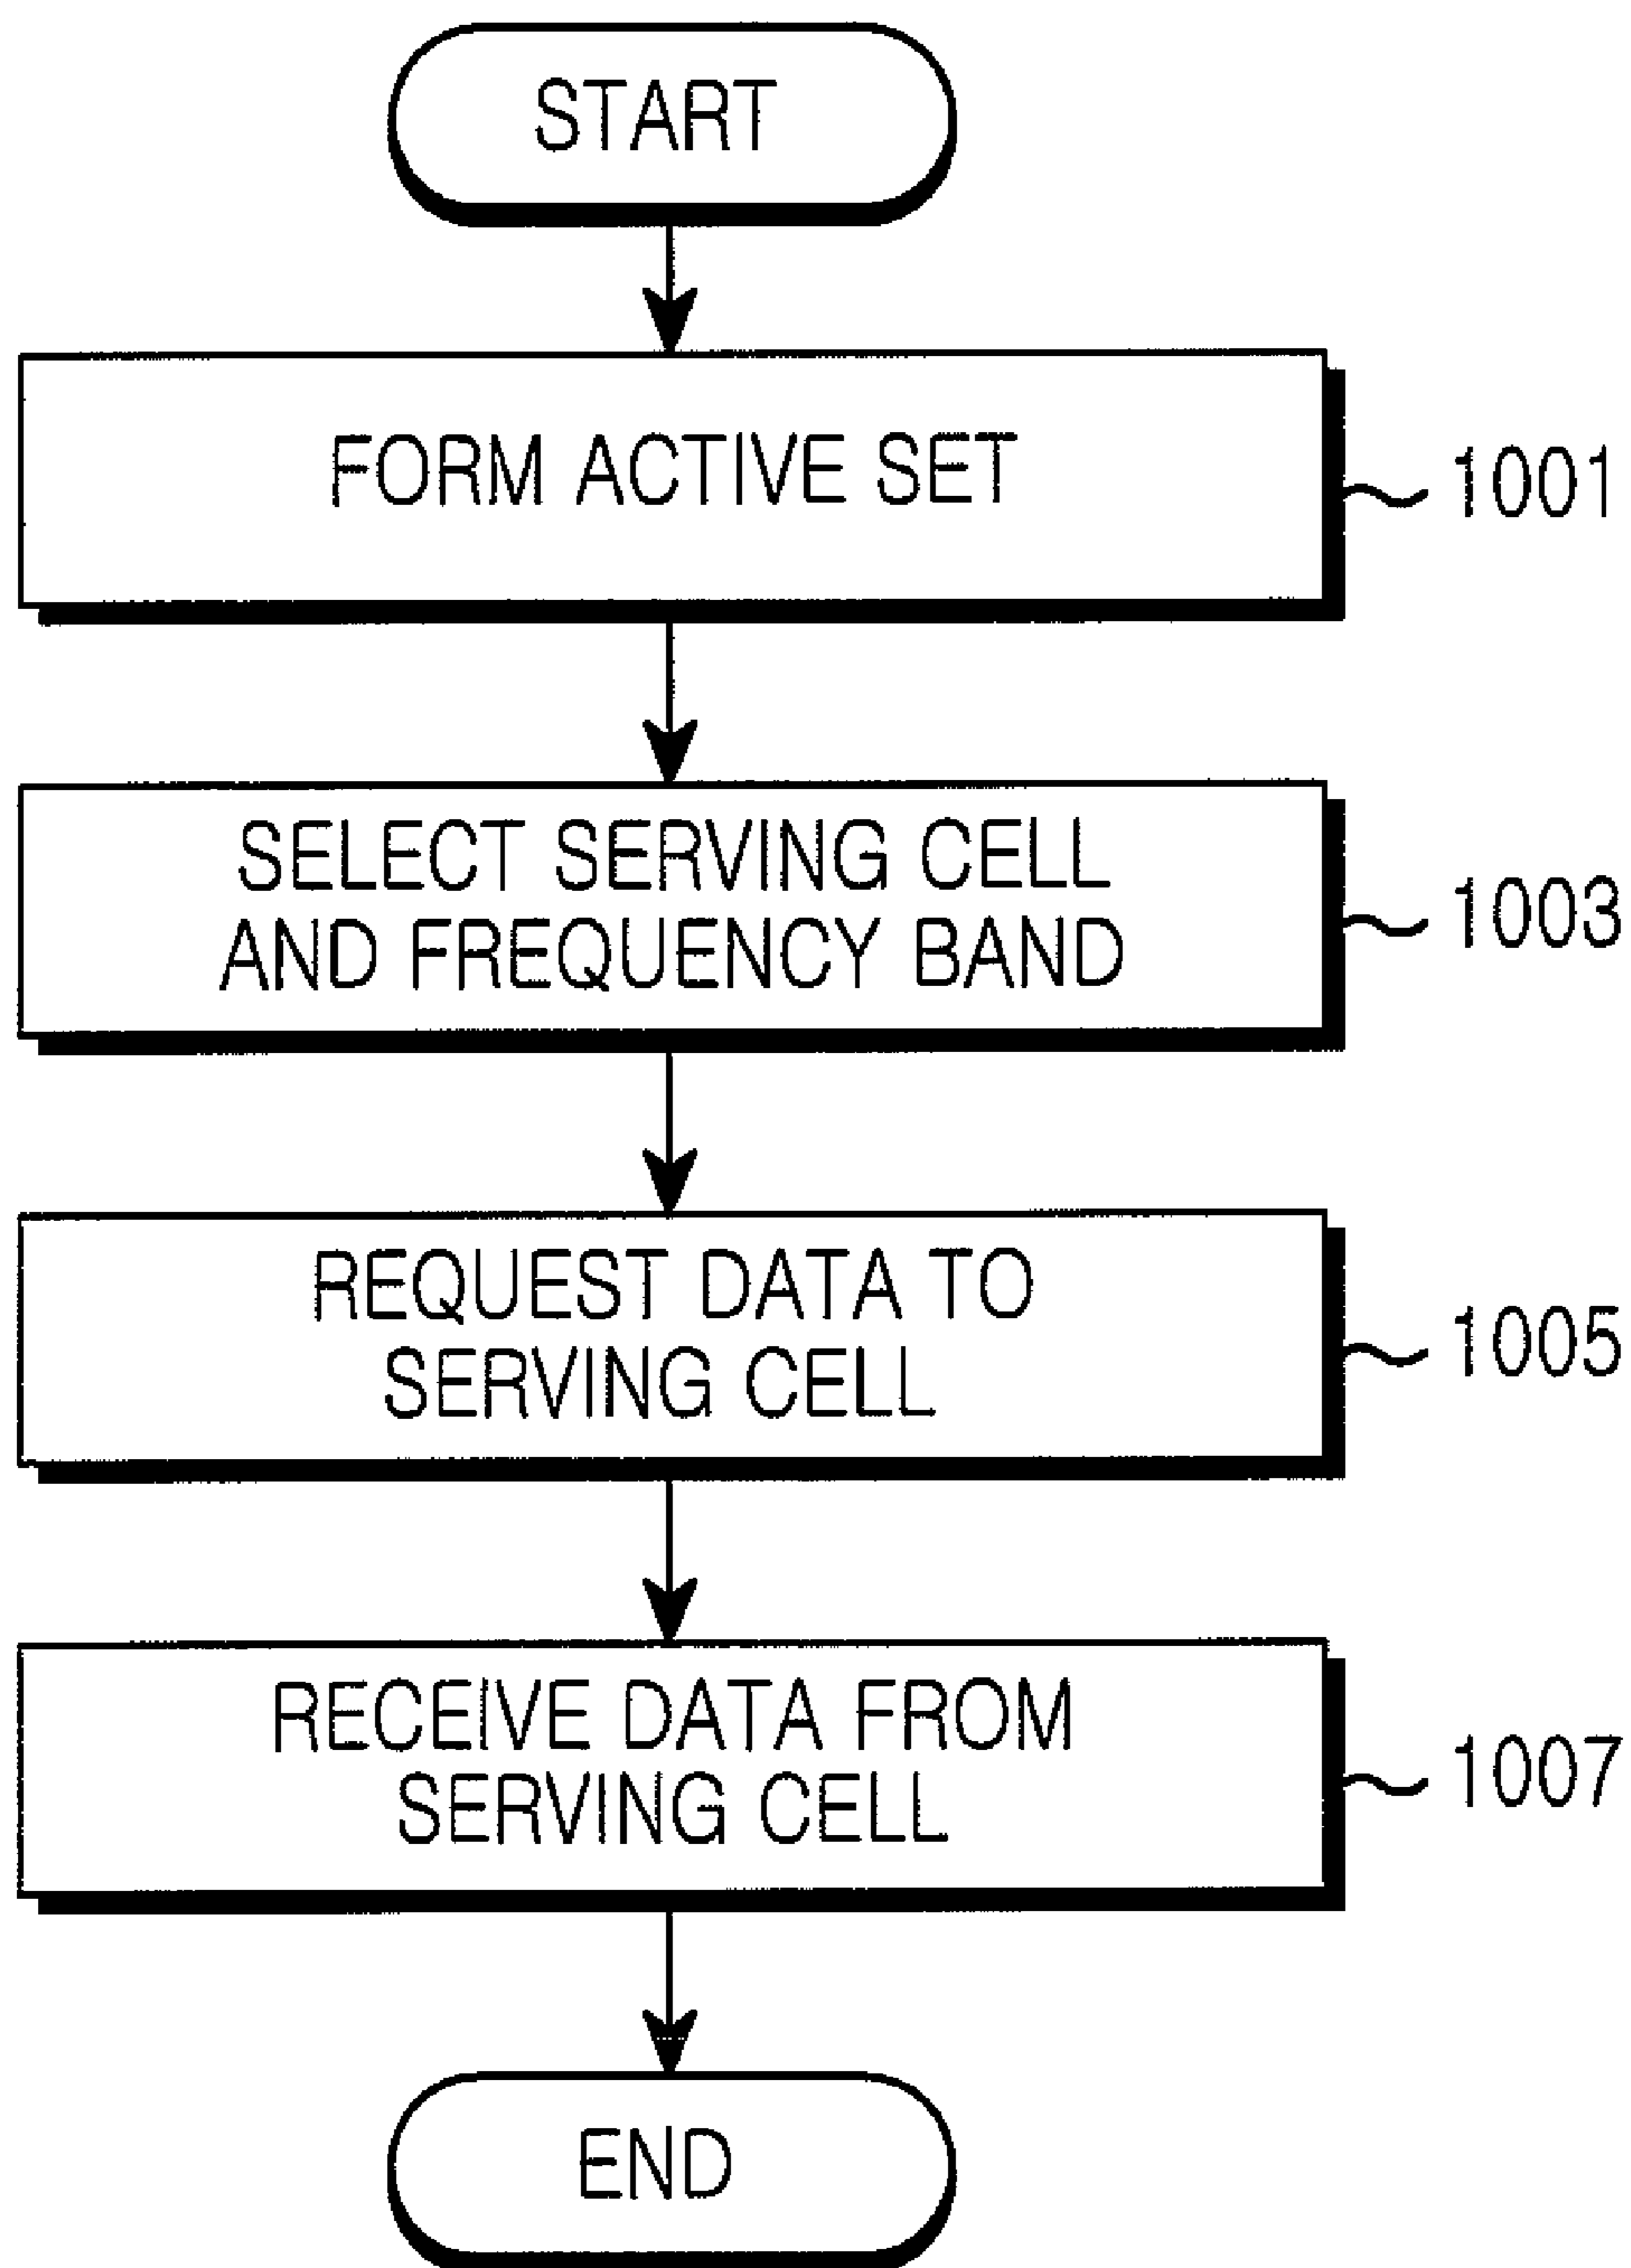 START
FORM ACTIVE SET
1001
SELECT SERVING CELL
AND FREQUENCY BAND
1003
REQUEST DATA TO
SERVING CELL
1005
RECEIVE DATA FROM
SERVING CELL
1007
END